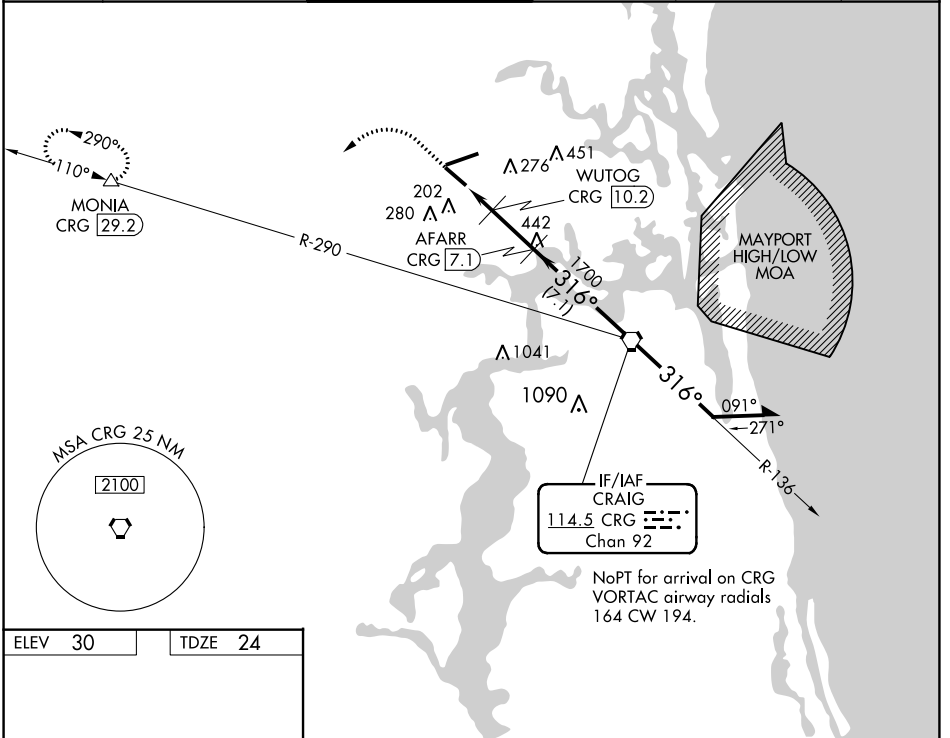 290°
110°
MONIA
CRG 29.2
R-290
276
451
WUTOG
CRG 10.2
202
280
442
AFARR
CRG 7.1
1700
316°
(7.1)
MAYPORT
HIGH/LOW
MOA
1041
1090
316°
091°
271°
R-136
MSA CRG 25 NM
2100
IF/IAF
CRAIG
114.5 CRG
Chan 92
NoPT for arrival on CRG
VORTAC airway radials
164 CW 194.
ELEV 30
TDZE 24